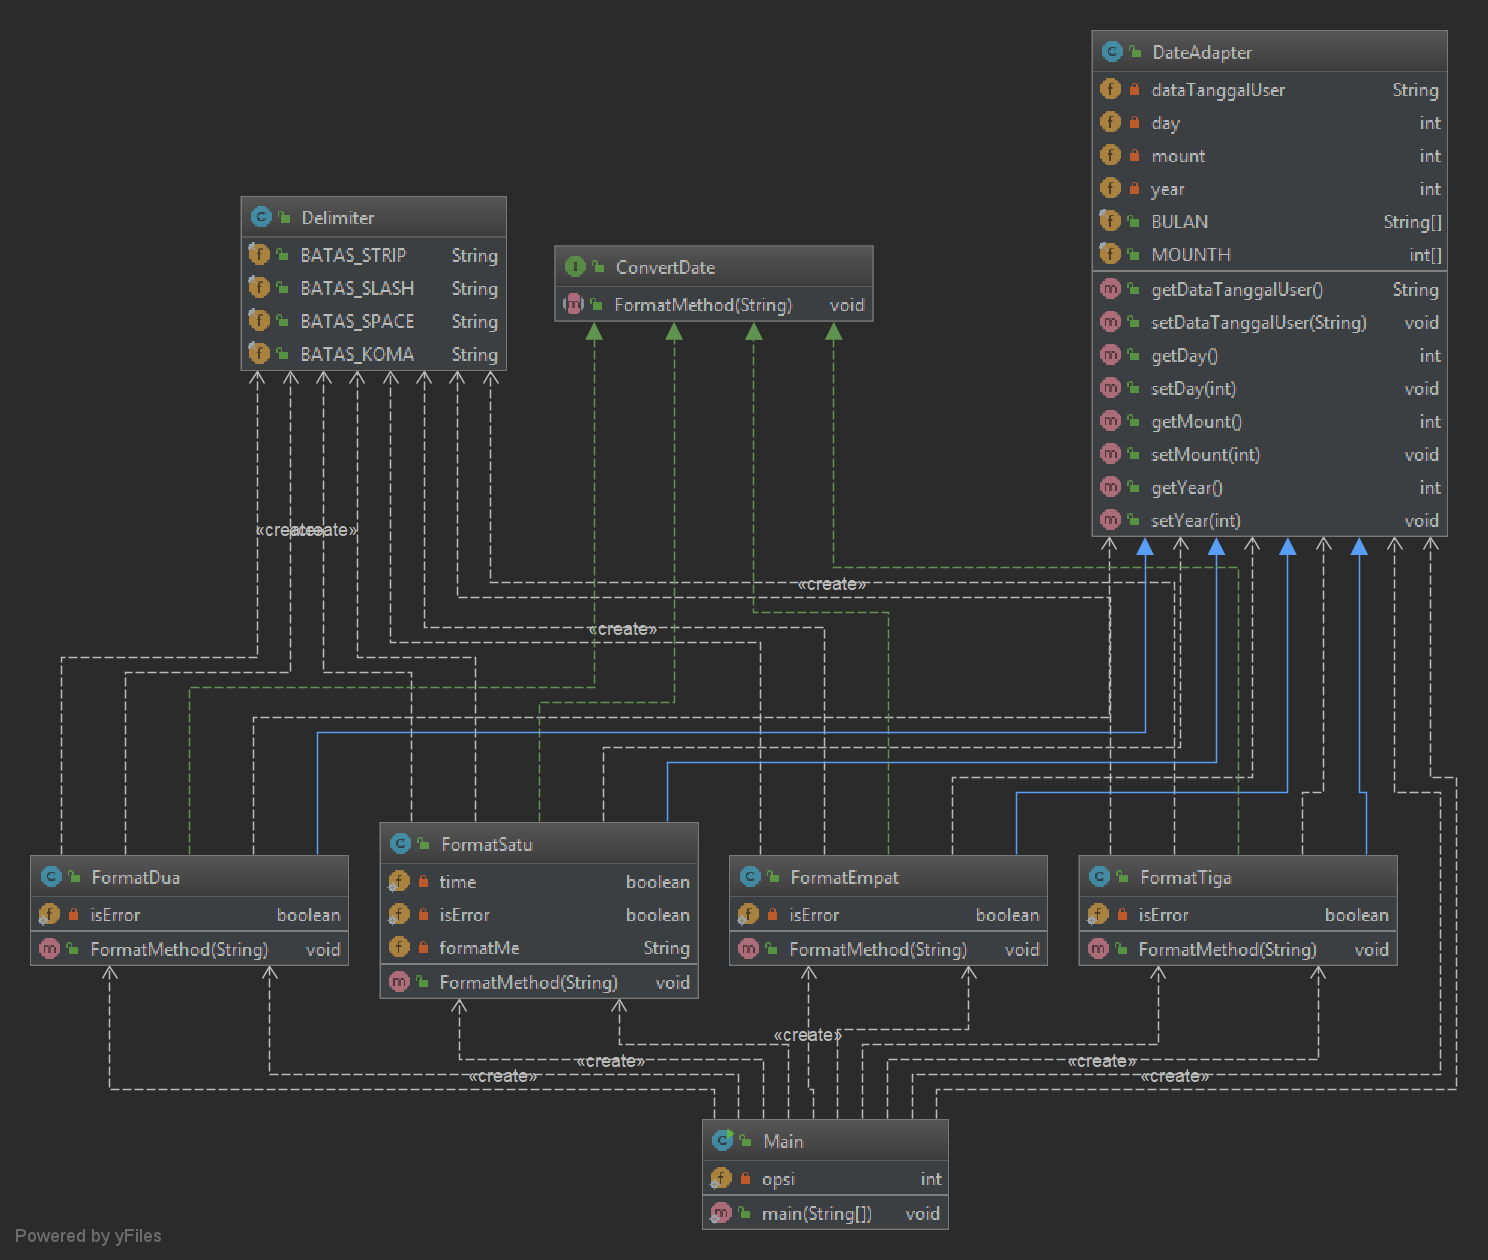 DateAdapter
dataTanggalUser String
day int
mount int
year int
BULAN String[]
MOUNTH int[]
getDataTanggalUser() String
setDataTanggalUser(String) void
getDay() int
setDay(int) void
getMount() int
setMount(int) void
getYear() int
setYear(int) void
Delimiter
BATAS_STRIP String
BATAS_SLASH String
BATAS_SPACE String
BATAS_KOMA String
ConvertDate
FormatMethod(String) void
«create»
«create»
«create»
«create»
FormatDua
isError boolean
FormatMethod(String) void
FormatSatu
time boolean
isError boolean
formatMe String
FormatMethod(String) void
FormatEmpat
isError boolean
FormatMethod(String) void
FormatTiga
isError boolean
FormatMethod(String) void
«create»
«create»
«create»
«create»
«create»
Main
opsi int
main(String[]) void
Powered by yFiles